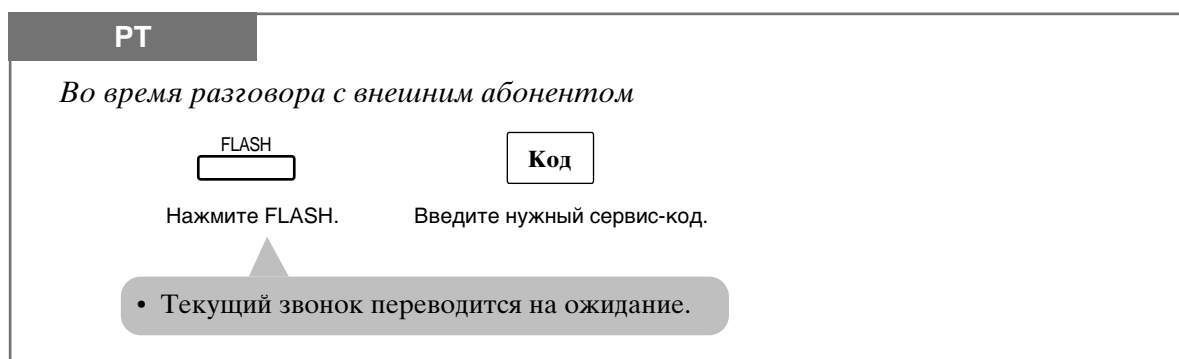 PT
Во время разговора с внешним абонентом
FLASH
Код
Нажмите FLASH.
Введите нужный сервис-код.
• Текущий звонок переводится на ожидание.